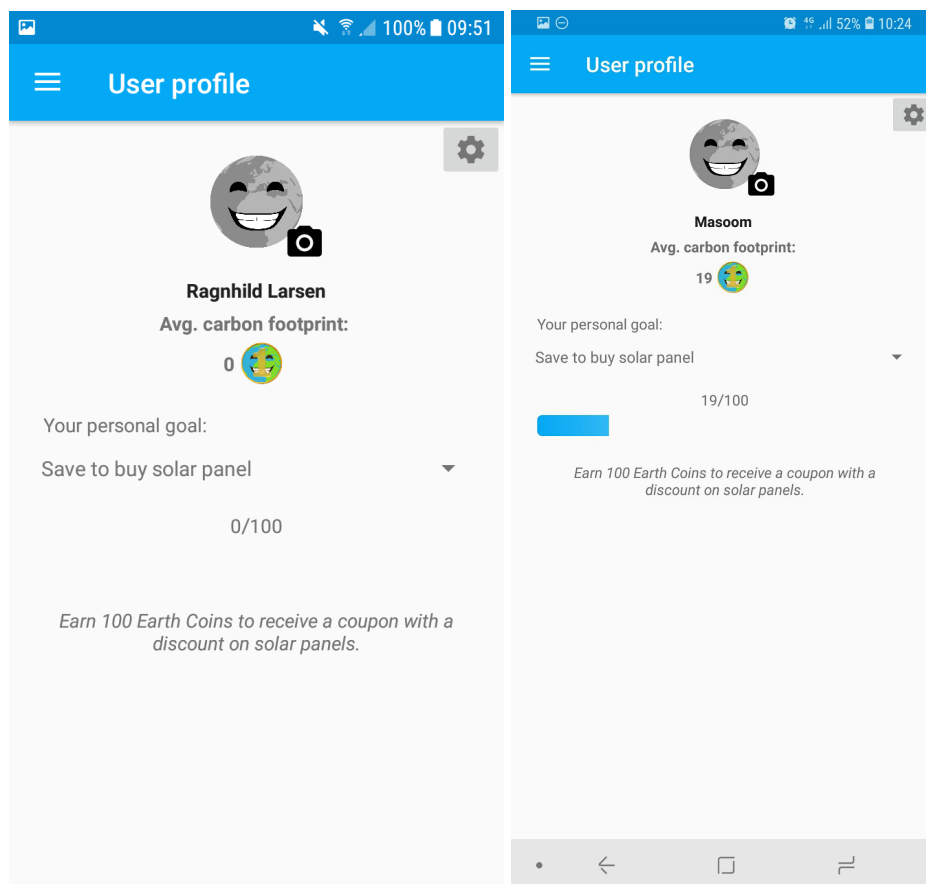 100% 09:51
User profile
Ragnhild Larsen
Avg. carbon footprint:
0
Your personal goal:
Save to buy solar panel
0/100
Earn 100 Earth Coins to receive a coupon with a
discount on solar panels.
4G 52% 10:24
User profile
Masoom
Avg. carbon footprint:
19
Your personal goal:
Save to buy solar panel
19/100
Earn 100 Earth Coins to receive a coupon with a
discount on solar panels.